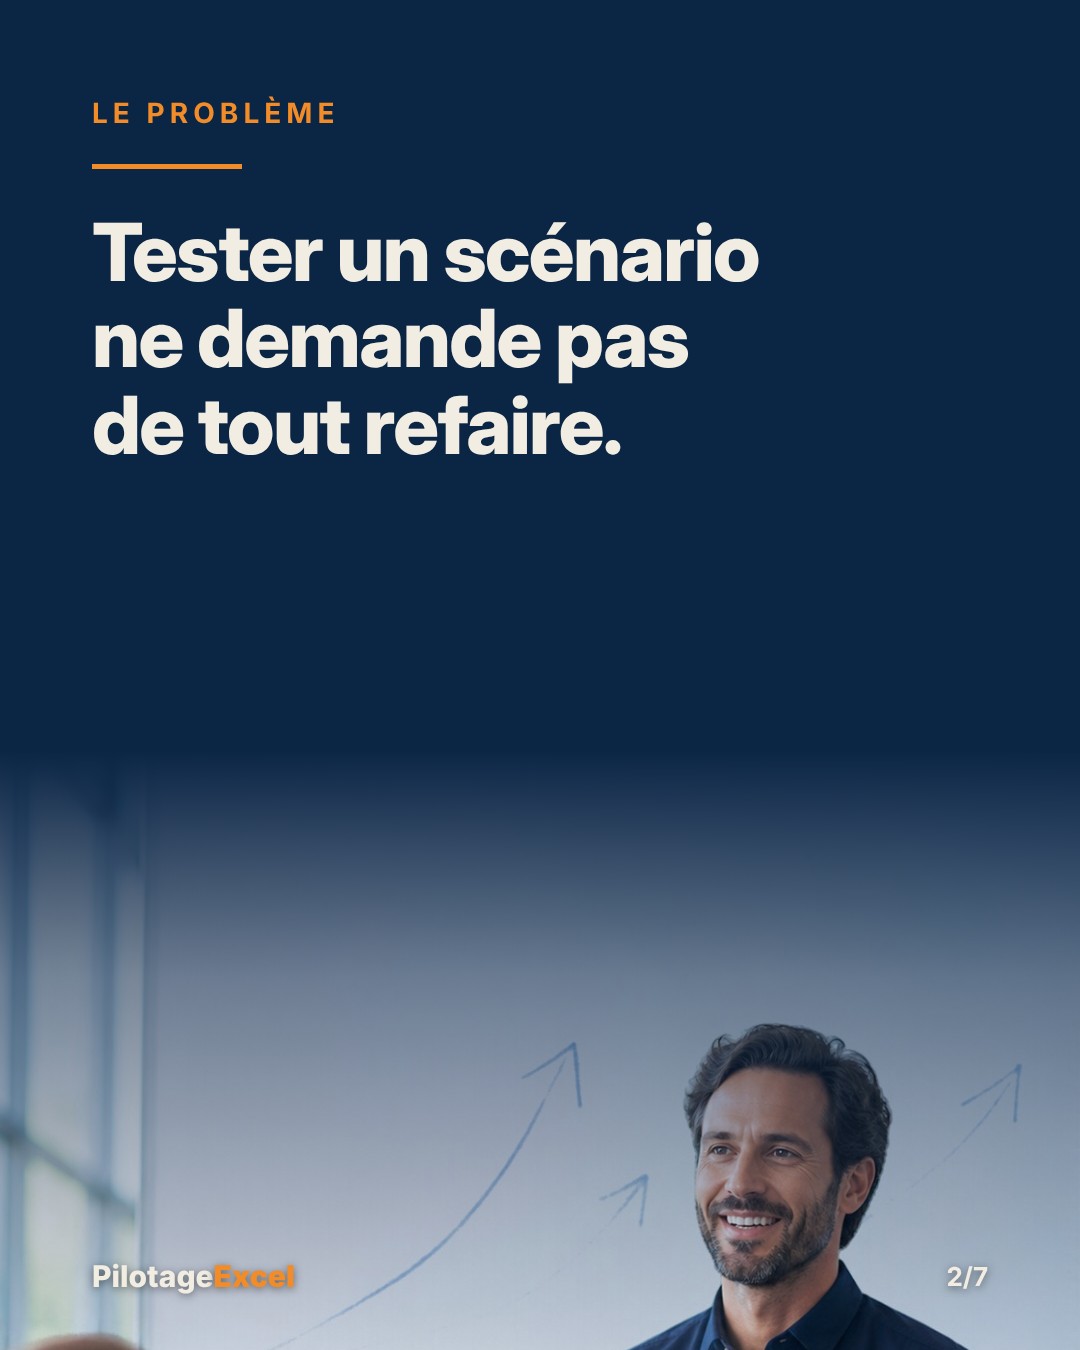 LE PROBLÈME
Tester un scénario
ne demande pas
de tout refaire.
PilotageExcel
2/7